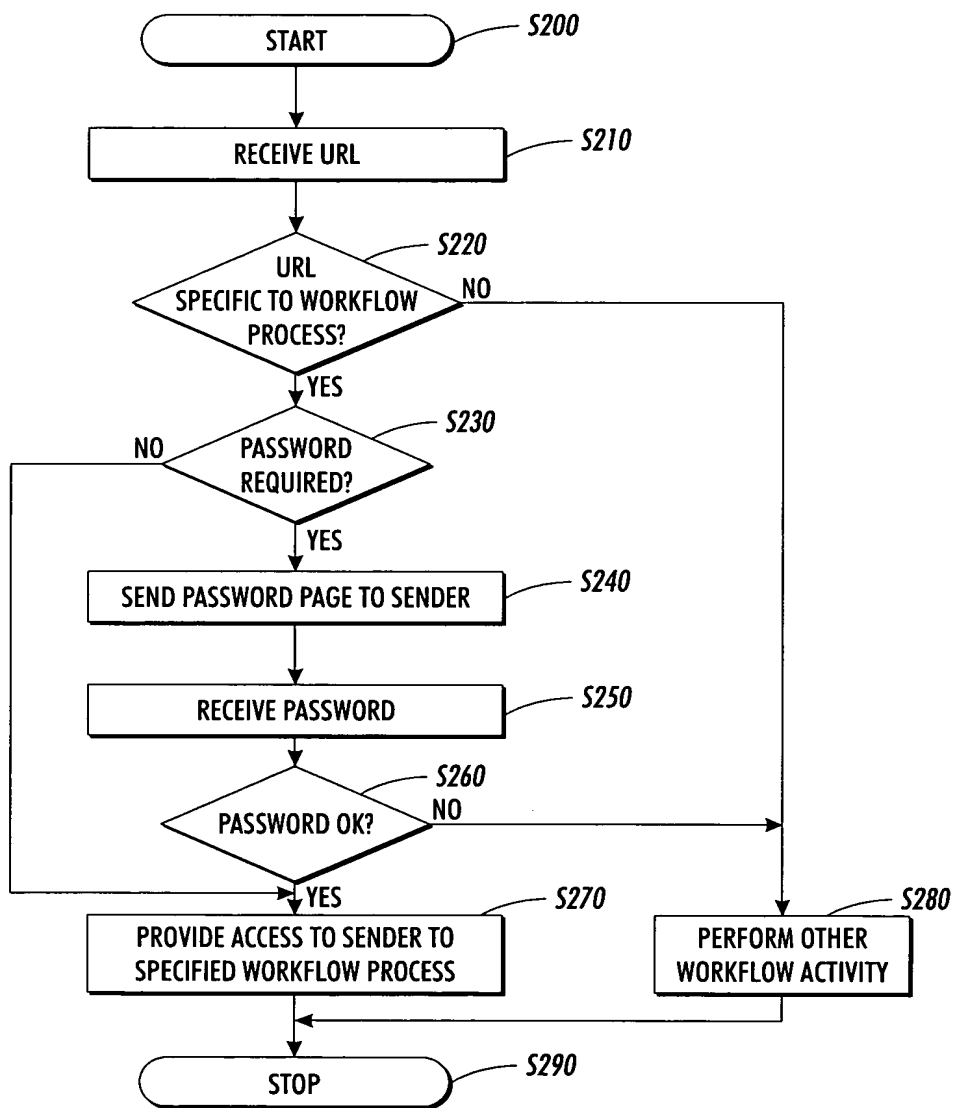 START
S200
RECEIVE URL
S210
S220
URL
SPECIFIC TO WORKFLOW
PROCESS?
NO
YES
S230
NO
PASSWORD
REQUIRED?
YES
S240
SEND PASSWORD PAGE TO SENDER
S250
RECEIVE PASSWORD
S260
NO
PASSWORD OK?
YES
S270
PROVIDE ACCESS TO SENDER TO
SPECIFIED WORKFLOW PROCESS
S280
PERFORM OTHER
WORKFLOW ACTIVITY
S290
STOP